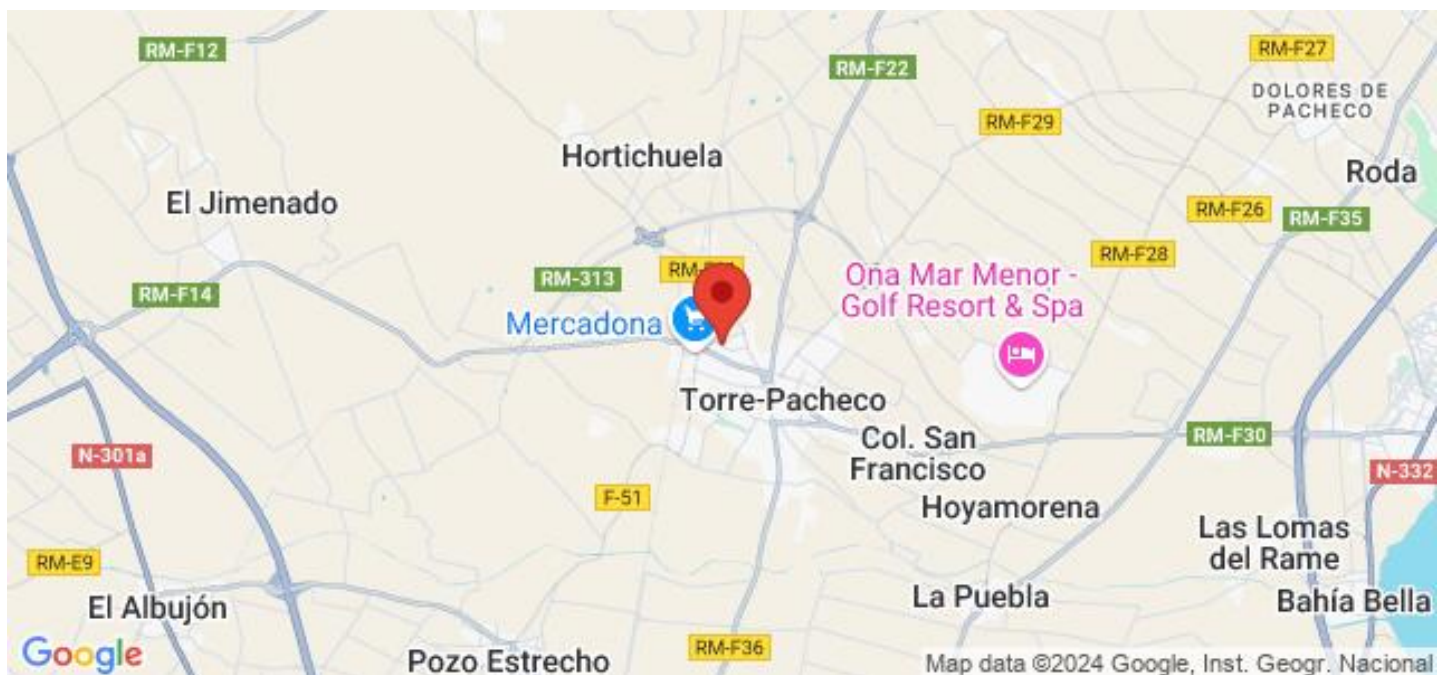 RM-F12
RM-F22
RM-F27
DOLORES DE
PACHECO
RM-F29
Hortichuela
Roda
El Jimenado
RM-F26
RM-F35
RM-F28
RM-313
Ona Mar Menor -
Golf Resort & Spa
RM-F14
Mercadona
Torre-Pacheco
Col. San
Francisco
RM-F30
N-301a
N-332
F-51
Hoyamorena
Las Lomas
del Rame
RM-E9
El Albujón
La Puebla
Bahía Bella
Google
Pozo Estrecho
RM-F36
Map data ©2024 Google, Inst. Geogr. Nacional